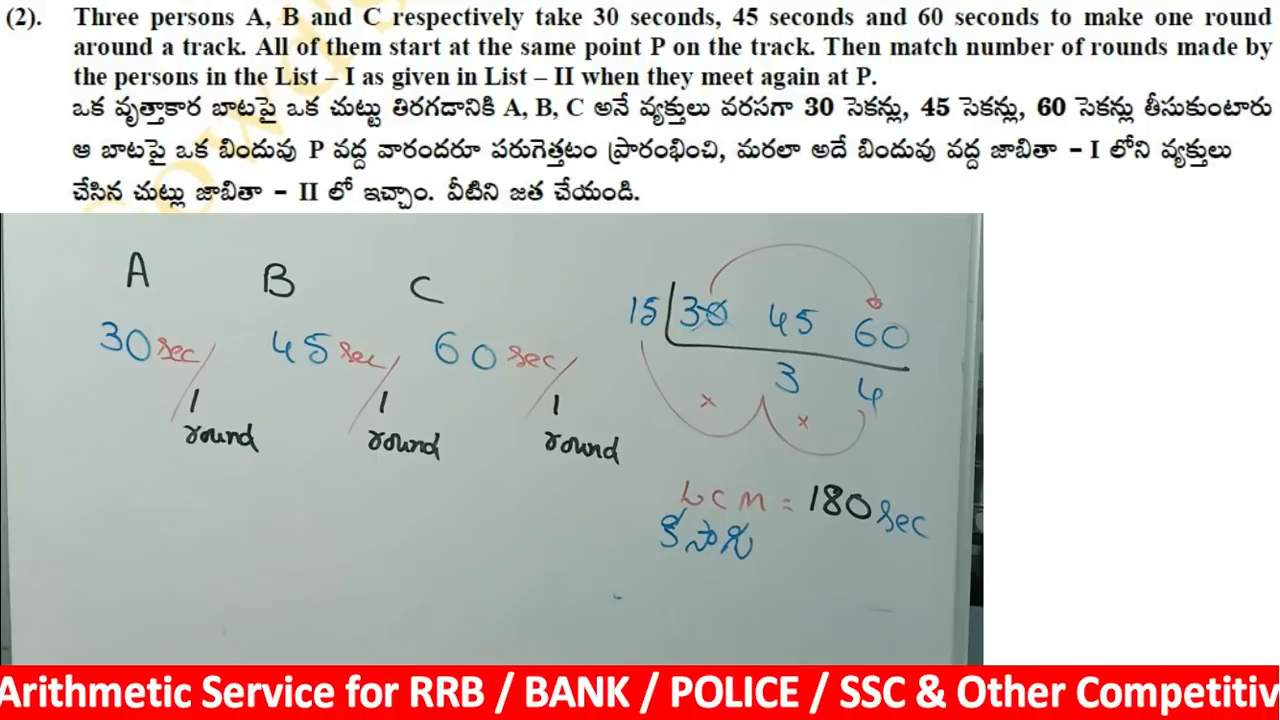 (2). Three persons A, B and C respectively take 30 seconds, 45 seconds and 60 seconds to make one round
around a track. All of them start at the same point P on the track. Then match number of rounds made by
the persons in the List – I as given in List – II when they meet again at P.
ఒక వృత్తాకార బాటపై ఒక చుట్టు తిరగడానికి A, B, C అనే వ్యక్తులు వరసగా 30 సెకన్లు, 45 సెకన్లు, 60 సెకన్లు తీసుకుంటారు
ఆ బాటపై ఒక బిందువు P వద్ద వారందరూ పరుగెత్తటం ప్రారంభించి, మరలా అదే బిందువు వద్ద జాబితా – I లోని వ్యక్తులు
చేసిన చుట్లు జాబితా – II లో ఇచ్చాం. వీటిని జత చేయండి.
A B C
30 sec/1 round 45 sec/1 round 60 sec/1 round
15 30 45 60
3 4
× ×
LCM = 180 sec
కసాగు
Arithmetic Service for RRB / BANK / POLICE / SSC & Other Competitiv